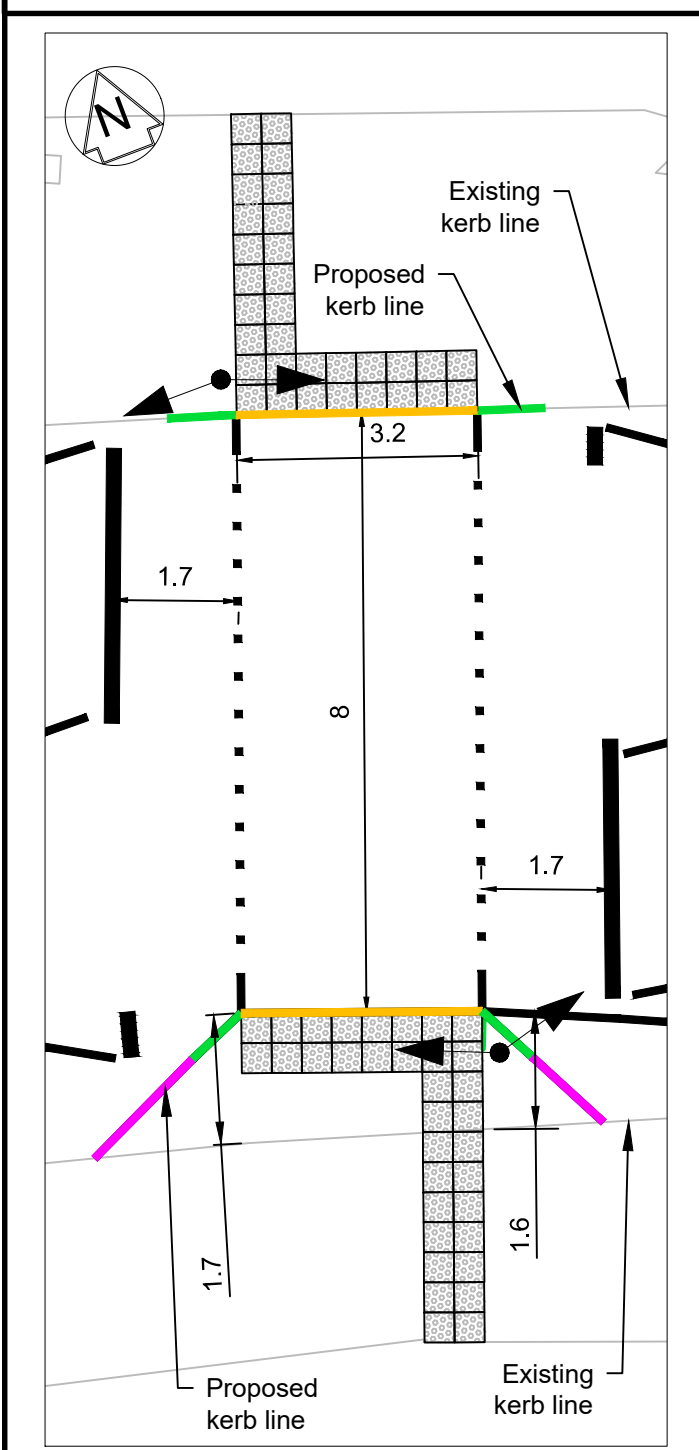 N
Existing
kerb line
Proposed
kerb line
3.2
1.7
8
1.7
1.6
1.7
Proposed
kerb line
Existing
kerb line